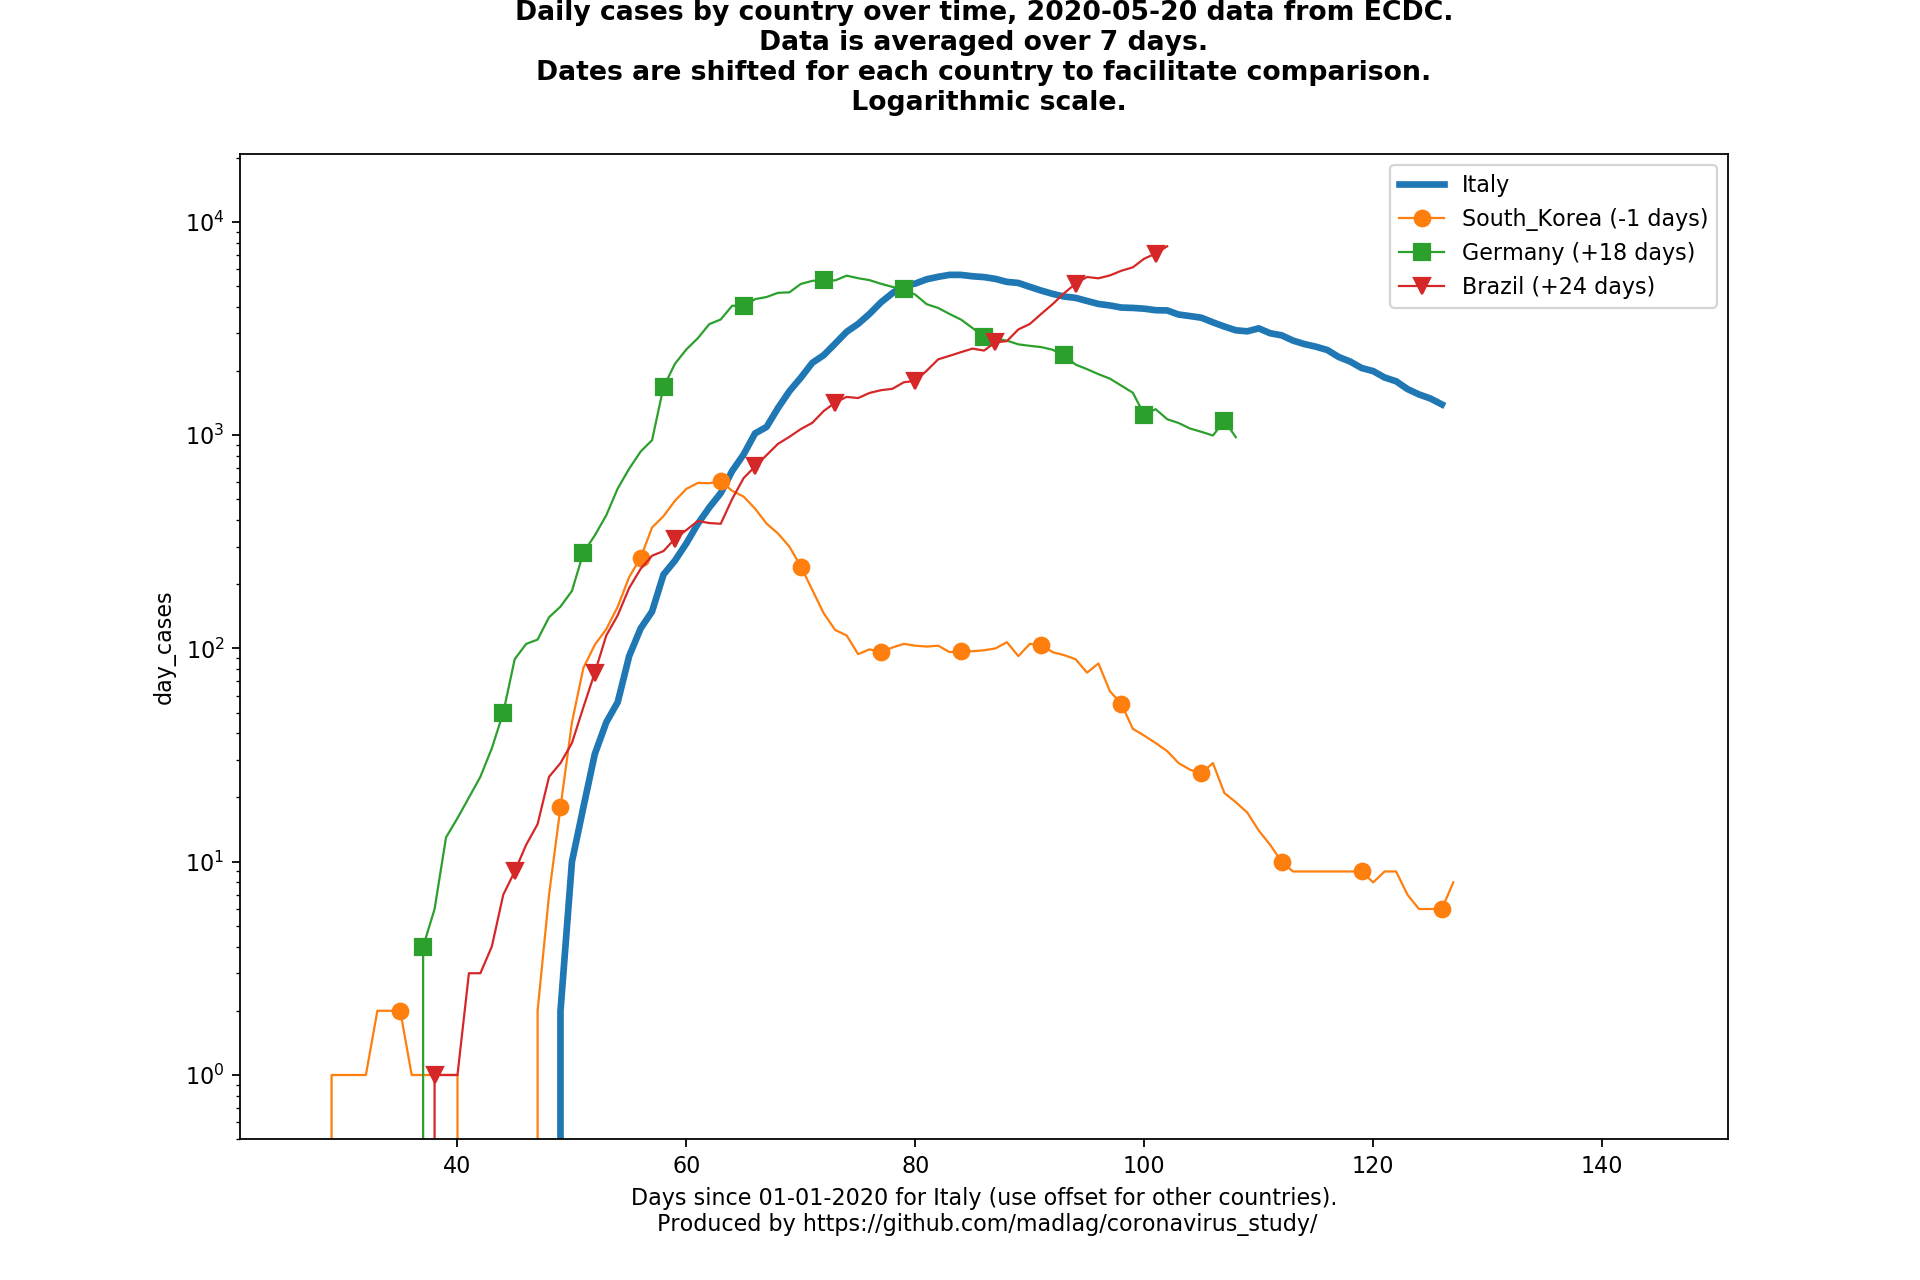 Daily cases by country over time, 2020-05-20 data from ECDC.
Data is averaged over 7 days.
Dates are shifted for each country to facilitate comparison.
Logarithmic scale.
Italy
South_Korea (-1 days)
Germany (+18 days)
Brazil (+24 days)
day_cases
10⁴
10³
10²
10¹
10⁰
40 60 80 100 120 140
Days since 01-01-2020 for Italy (use offset for other countries).
Produced by https://github.com/madlag/coronavirus_study/